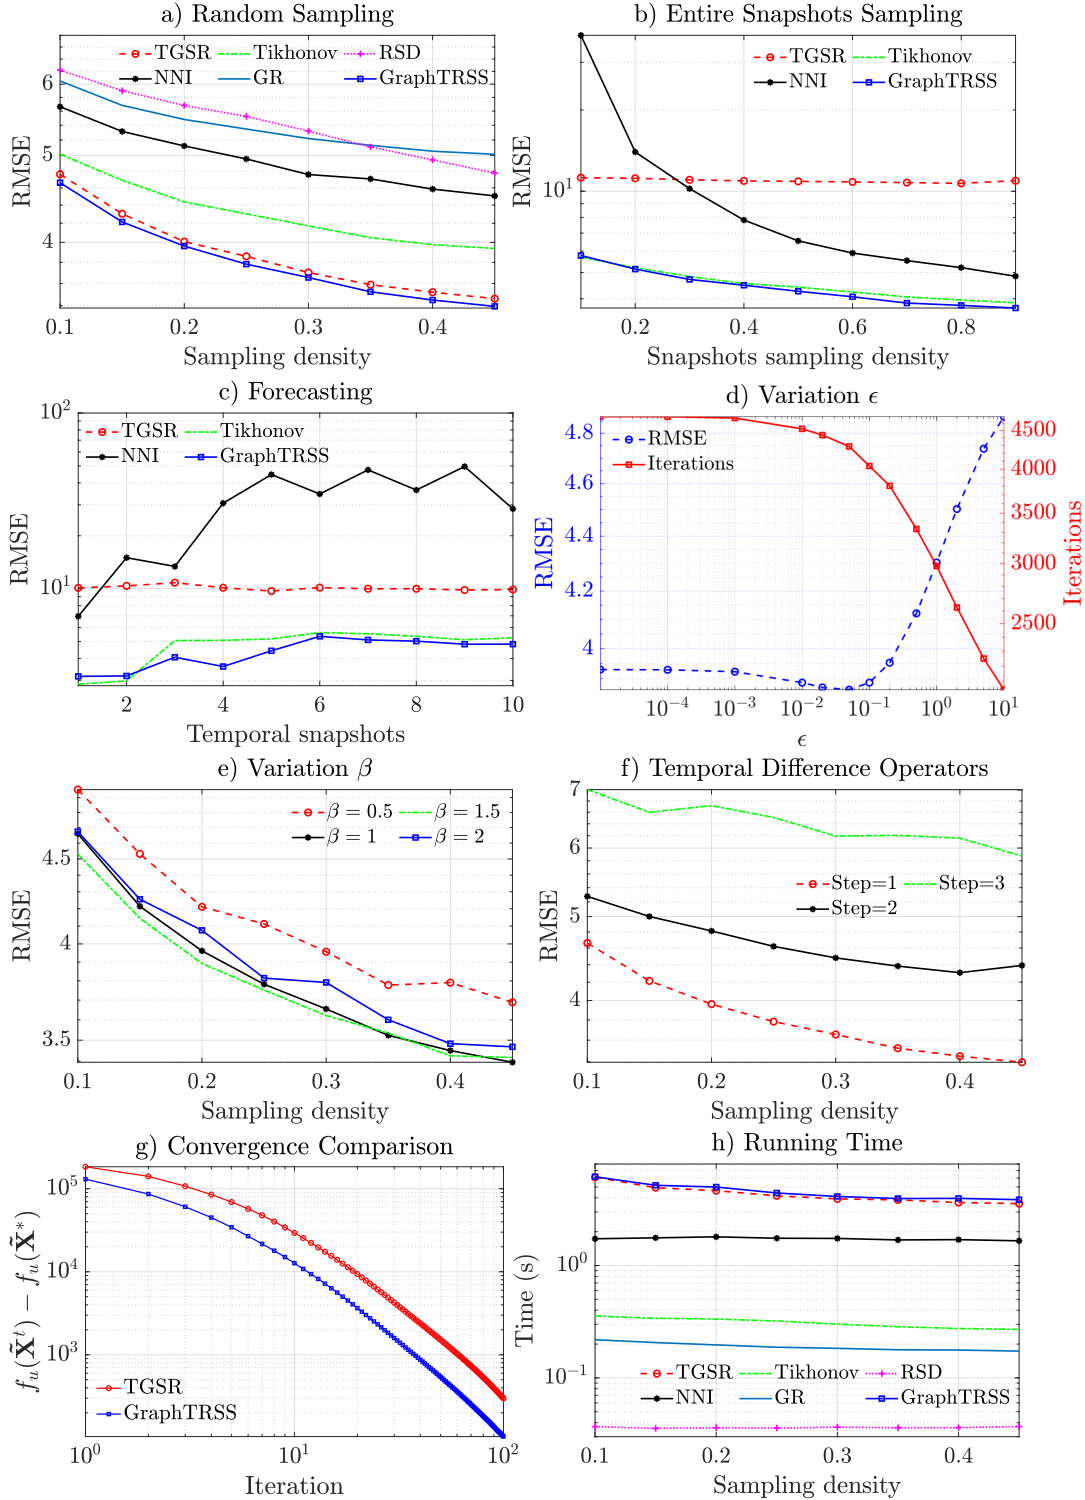 a) Random Sampling
TGSR Tikhonov RSD
NNI GR GraphTRSS
6
5
4
RMSE
0.1 0.2 0.3 0.4
Sampling density
b) Entire Snapshots Sampling
TGSR Tikhonov
NNI GraphTRSS
10^1
RMSE
0.2 0.4 0.6 0.8
Snapshots sampling density
c) Forecasting
10^2
TGSR Tikhonov
NNI GraphTRSS
10^1
RMSE
2 4 6 8 10
Temporal snapshots
d) Variation ϵ
RMSE
Iterations
4.8
4.6
4.4
4.2
4
RMSE
4500
4000
3500
3000
2500
Iterations
10^-4 10^-3 10^-2 10^-1 10^0 10^1
ϵ
e) Variation β
β = 0.5 β = 1.5
β = 1 β = 2
4.5
4
3.5
RMSE
0.1 0.2 0.3 0.4
Sampling density
f) Temporal Difference Operators
7
6
5
4
Step=1 Step=3
Step=2
RMSE
0.1 0.2 0.3 0.4
Sampling density
g) Convergence Comparison
10^5
10^4
10^3
f_u(X̃^t) − f_u(X̃^*)
TGSR
GraphTRSS
10^0 10^1 10^2
Iteration
h) Running Time
10^0
10^-1
Time (s)
TGSR Tikhonov RSD
NNI GR GraphTRSS
0.1 0.2 0.3 0.4
Sampling density